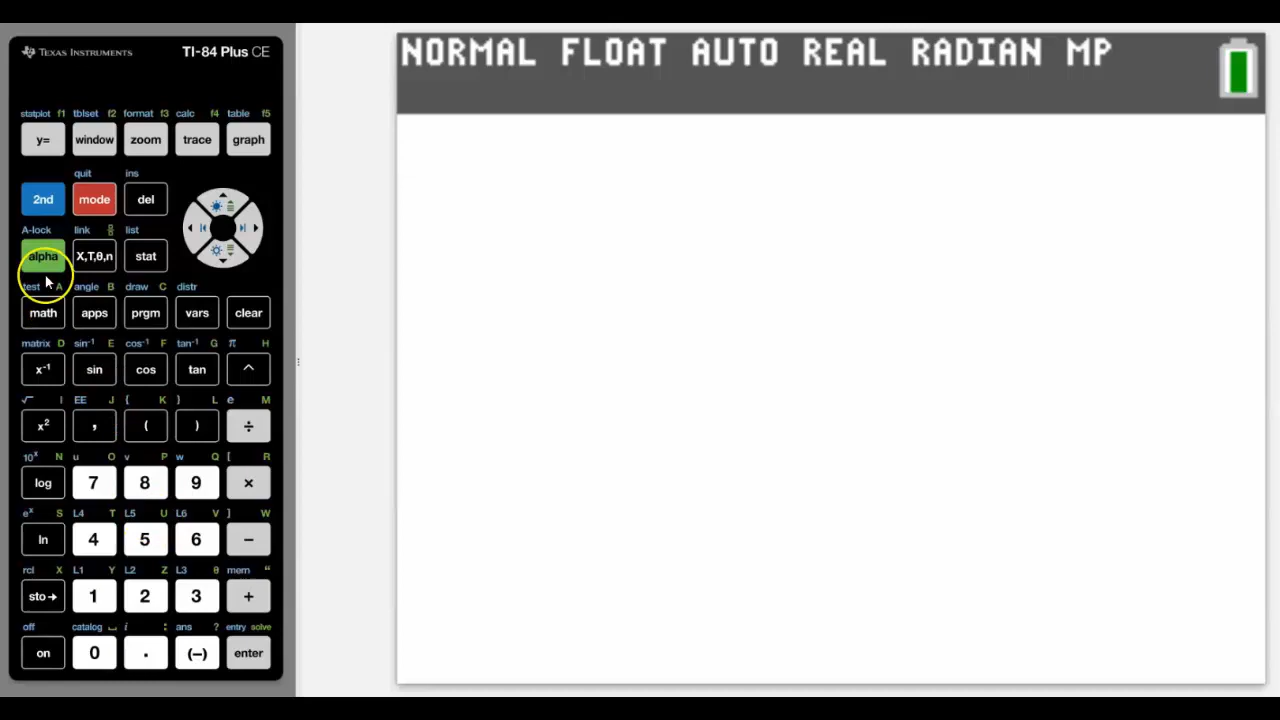 TEXAS INSTRUMENTS TI-84 Plus CE
NORMAL FLOAT AUTO REAL RADIAN MP
statplot f1 tblset f2 format f3 calc f4 table f5
y= window zoom trace graph
quit ins
2nd mode del
A-lock link list
alpha X,T,θ,n stat
test A angle B draw C distr
math apps prgm vars clear
matrix D sin⁻¹ E cos⁻¹ F tan⁻¹ G π H
x⁻¹ sin cos tan ^
√ I EE J { K } L e M
x² , ( ) ÷
10ˣ N u O v P w Q [ R
log 7 8 9 ×
eˣ S L4 T L5 U L6 V ] W
ln 4 5 6 −
rcl X L1 Y L2 Z L3 θ mem “
sto→ 1 2 3 +
off catalog ␣ i : ans ? entry solve
on 0 . (−) enter